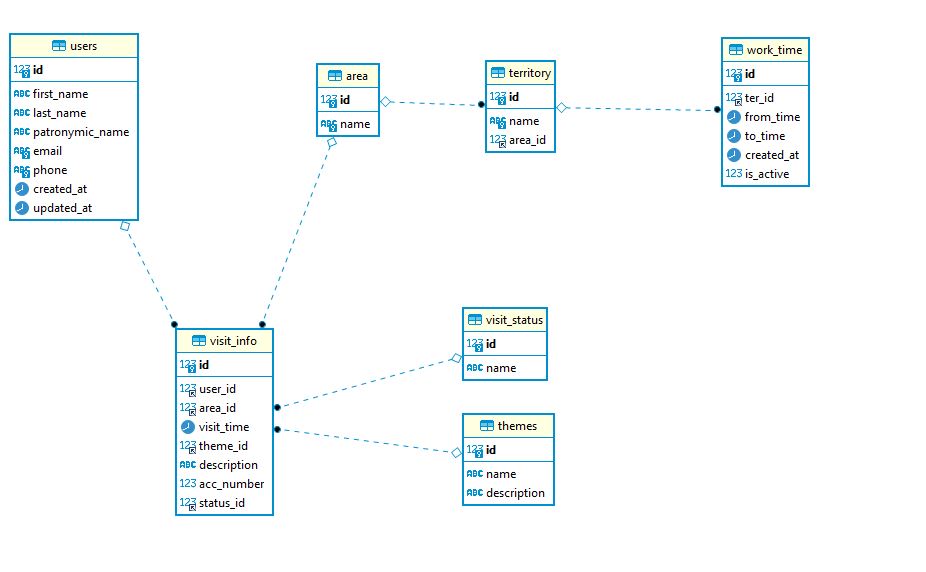 users
123 id
ABC first_name
ABC last_name
ABC patronymic_name
ABC email
ABC phone
created_at
updated_at
area
123 id
ABC name
territory
123 id
ABC name
123 area_id
work_time
123 id
123 ter_id
from_time
to_time
created_at
123 is_active
visit_info
123 id
123 user_id
123 area_id
visit_time
123 theme_id
ABC description
123 acc_number
123 status_id
visit_status
123 id
ABC name
themes
123 id
ABC name
ABC description